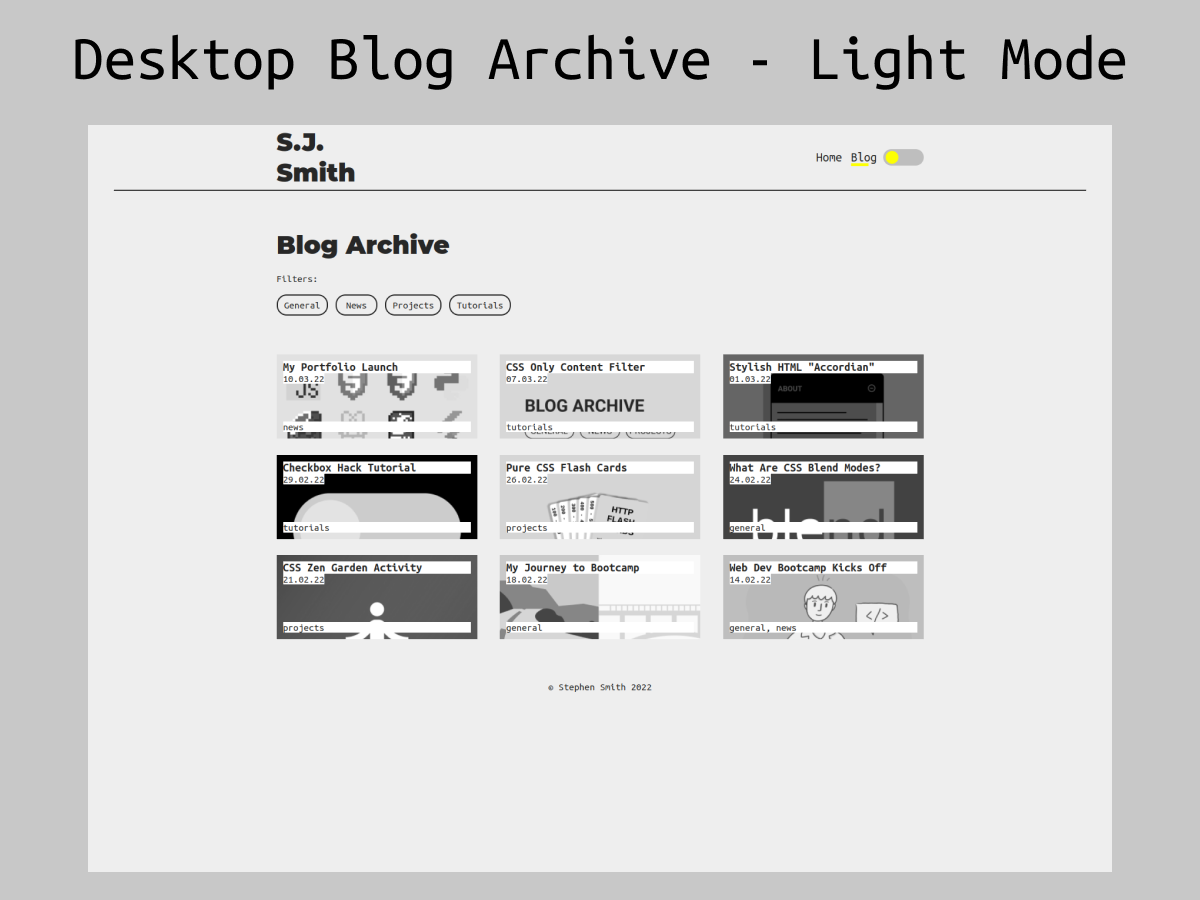 Desktop Blog Archive - Light Mode
S.J.
Smith
Home Blog
Blog Archive
Filters:
General News Projects Tutorials
My Portfolio Launch
10.03.22
JS
news
CSS Only Content Filter
07.03.22
BLOG ARCHIVE
GENERAL NEWS PROJECTS
tutorials
Stylish HTML "Accordian"
01.03.22
ABOUT
tutorials
Checkbox Hack Tutorial
29.02.22
tutorials
Pure CSS Flash Cards
26.02.22
HTTP
FLASH
projects
What Are CSS Blend Modes?
24.02.22
blend
general
CSS Zen Garden Activity
21.02.22
projects
My Journey to Bootcamp
18.02.22
general
Web Dev Bootcamp Kicks Off
14.02.22
</>
general, news
© Stephen Smith 2022